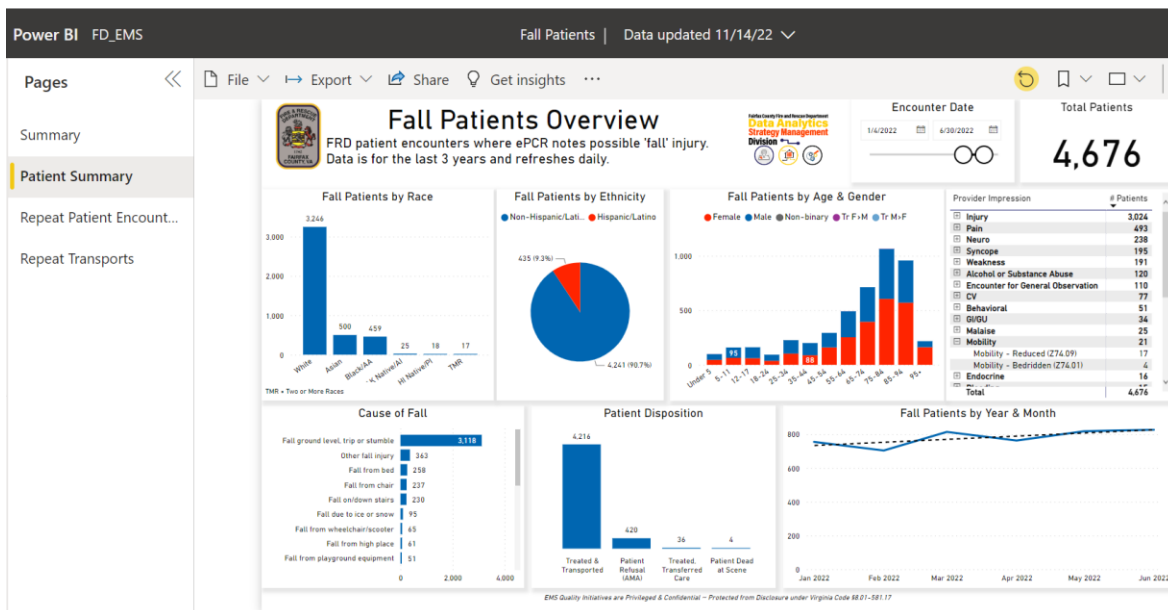 Power BI FD_EMS
Fall Patients | Data updated 11/14/22
Pages
File
Export
Share
Get insights
...
Summary
Patient Summary
Repeat Patient Encount...
Repeat Transports
FIRE & RESCUE
DEPARTMENT
FAIRFAX
COUNTY, VA
Fall Patients Overview
FRD patient encounters where ePCR notes possible 'fall' injury.
Data is for the last 3 years and refreshes daily.
Fairfax County Fire and Rescue Department
Data Analytics
Strategy Management
Division
Encounter Date
1/4/2022
6/30/2022
Total Patients
4,676
Fall Patients by Race
3,246
3,000
2,000
1,000
0
500
459
25
18
17
White
Asian
Black/AA
K Native/AI
HI Native/PI
TMR
TMR = Two or More Races
Fall Patients by Ethnicity
Non-Hispanic/Lati... Hispanic/Latino
435 (9.3%)
4,241 (90.7%)
Fall Patients by Age & Gender
Female Male Non-binary Tr F>M Tr M>F
1,000
500
0
95
88
Under 5
5-11
12-17
18-24
25-34
35-44
45-54
55-64
65-74
75-84
85-94
95+
Provider Impression # Patients
Injury 3,024
Pain 493
Neuro 238
Syncope 195
Weakness 191
Alcohol or Substance Abuse 120
Encounter for General Observation 110
CV 77
Behavioral 51
GI/GU 34
Malaise 25
Mobility 21
Mobility - Reduced (Z74.09) 17
Mobility - Bedridden (Z74.01) 4
Endocrine 16
Total 4,676
Cause of Fall
Fall ground level, trip or stumble 3,118
Other fall injury 363
Fall from bed 258
Fall from chair 237
Fall on/down stairs 230
Fall due to ice or snow 95
Fall from wheelchair/scooter 65
Fall from high place 61
Fall from playground equipment 51
0 2,000 4,000
Patient Disposition
4,216
420
36
4
Treated &
Transported
Patient
Refusal
(AMA)
Treated,
Transferred
Care
Patient Dead
at Scene
Fall Patients by Year & Month
800
600
400
200
0
Jan 2022 Feb 2022 Mar 2022 Apr 2022 May 2022 Jun 202
EMS Quality Initiatives are Privileged & Confidential – Protected from Disclosure under Virginia Code §8.01-581.17